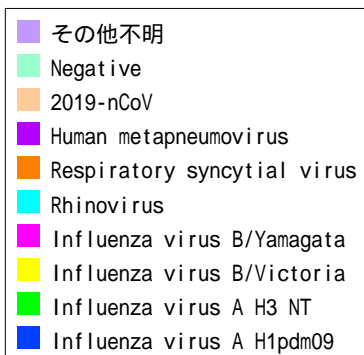 その他不明
Negative
2019-nCoV
Human metapneumovirus
Respiratory syncytial virus
Rhinovirus
Influenza virus B/Yamagata
Influenza virus B/Victoria
Influenza virus A H3 NT
Influenza virus A H1pdm09